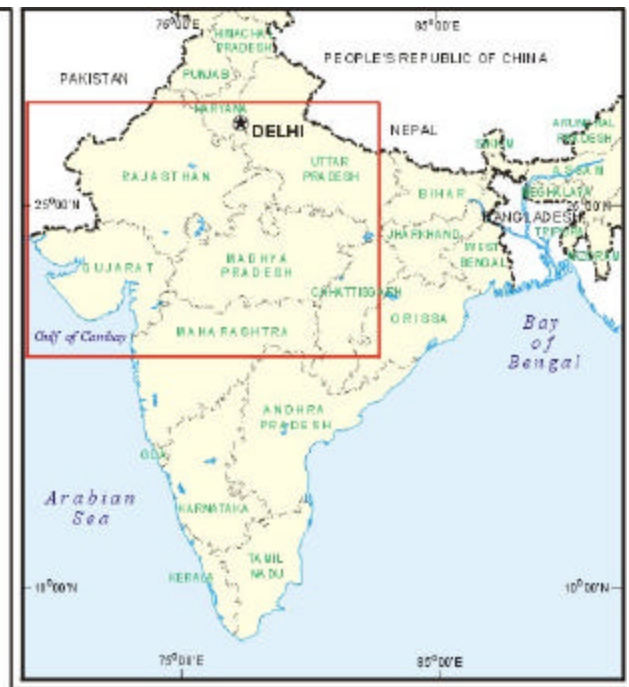 75°00'E
85°00'E
HIMACHAL
PRADESH
PEOPLE'S REPUBLIC OF CHINA
PAKISTAN
PUNJAB
HARYANA
DELHI
NEPAL
ARUNACHAL
PRADESH
SIKKIM
UTTAR
PRADESH
RAJASTHAN
ASSAM
BIHAR
MEGHALAYA
25°00'N
25°00'N
BANGLADESH
TRIPURA
JHARKHAND
WEST
BENGAL
MIZORAM
MADHYA
PRADESH
GUJARAT
CHHATTISGARH
ORISSA
Gulf of Cambay
MAHARASHTRA
Bay
of
Bengal
ANDHRA
PRADESH
GOA
Arabian
Sea
KARNATAKA
TAMIL
NADU
KERALA
10°00'N
10°00'N
75°00'E
85°00'E